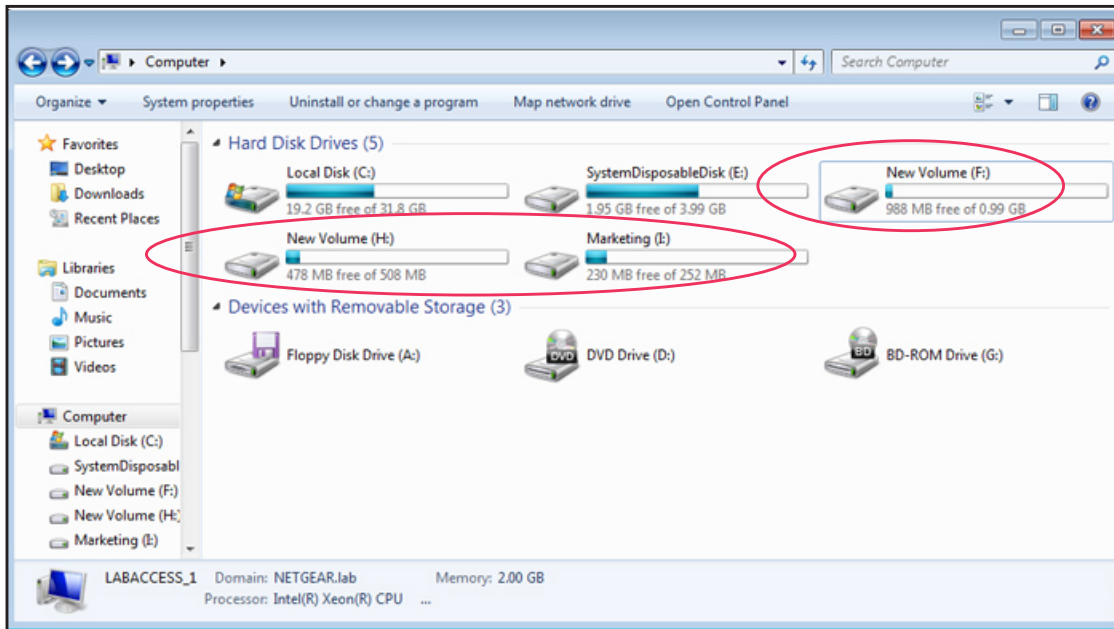 Computer
Search Computer
Organize System properties Uninstall or change a program Map network drive Open Control Panel
Favorites
Desktop
Downloads
Recent Places
Libraries
Documents
Music
Pictures
Videos
Computer
Local Disk (C:)
SystemDisposabl
New Volume (F:)
New Volume (H:)
Marketing (I:)
Hard Disk Drives (5)
Local Disk (C:)
19.2 GB free of 31.8 GB
SystemDisposableDisk (E:)
1.95 GB free of 3.99 GB
New Volume (F:)
988 MB free of 0.99 GB
New Volume (H:)
478 MB free of 508 MB
Marketing (I:)
230 MB free of 252 MB
Devices with Removable Storage (3)
Floppy Disk Drive (A:)
DVD
DVD Drive (D:)
BD
BD-ROM Drive (G:)
LABACCESS_1 Domain: NETGEAR.lab Memory: 2.00 GB
Processor: Intel(R) Xeon(R) CPU ...